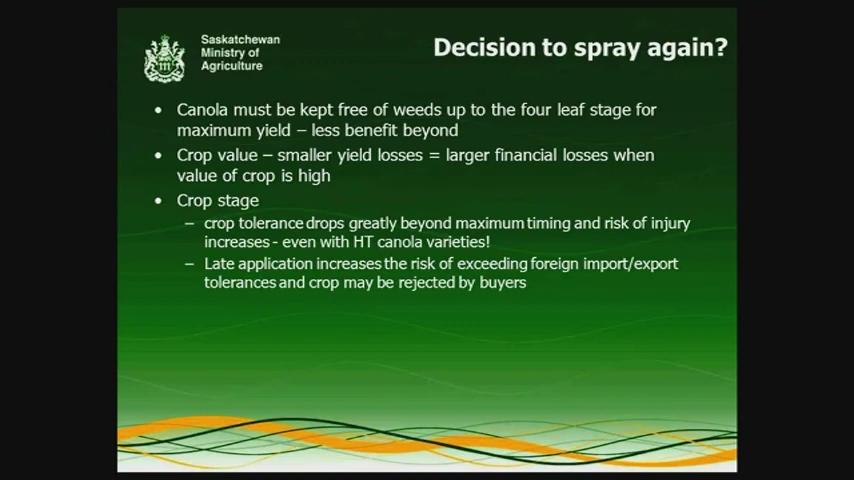 Saskatchewan
Ministry of
Agriculture
Decision to spray again?
• Canola must be kept free of weeds up to the four leaf stage for
maximum yield – less benefit beyond
• Crop value – smaller yield losses = larger financial losses when
value of crop is high
• Crop stage
– crop tolerance drops greatly beyond maximum timing and risk of injury
increases - even with HT canola varieties!
– Late application increases the risk of exceeding foreign import/export
tolerances and crop may be rejected by buyers